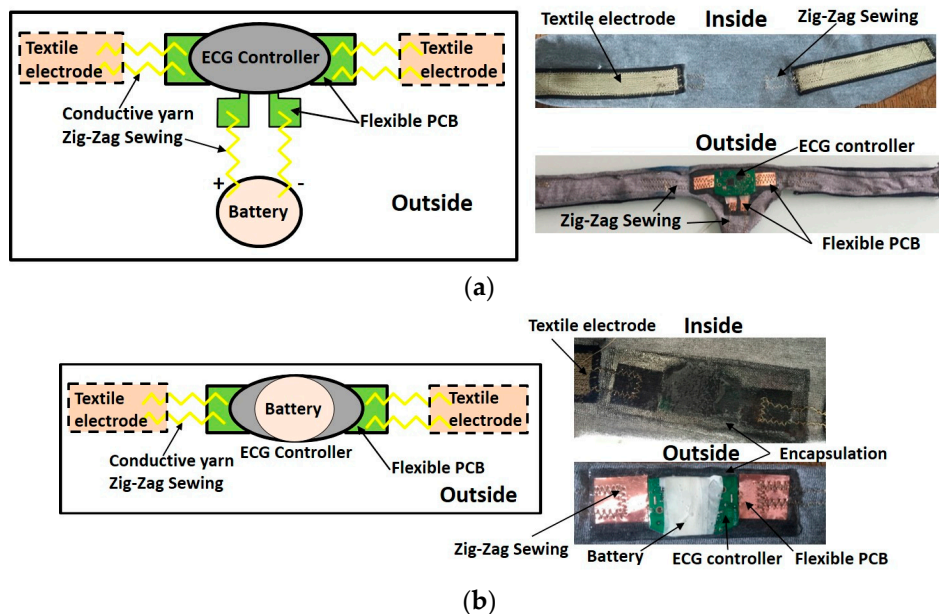 Textile
electrode
ECG Controller
Textile
electrode
Conductive yarn
Zig-Zag Sewing
Flexible PCB
+
-
Battery
Outside
Textile electrode
Inside
Zig-Zag Sewing
Outside
ECG controller
Zig-Zag Sewing
Flexible PCB
(a)
Textile
electrode
Battery
Textile
electrode
ECG Controller
Conductive yarn
Zig-Zag Sewing
Flexible PCB
Outside
Textile electrode
Inside
Outside
Encapsulation
Zig-Zag Sewing
Battery
ECG controller
Flexible PCB
(b)